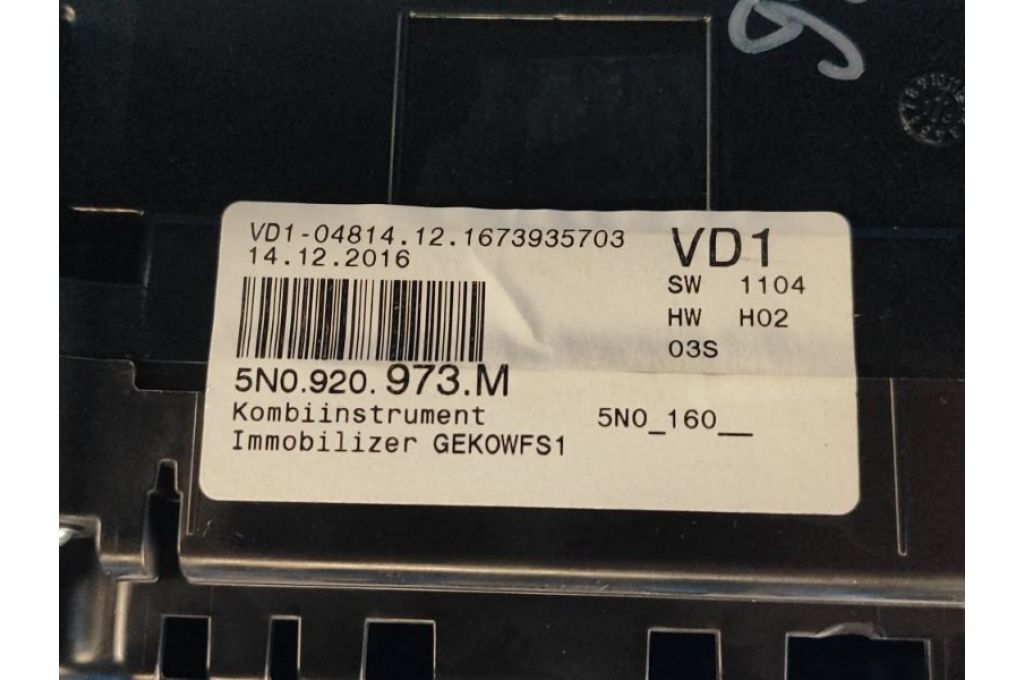 VD1-04814.12.1673935703
14.12.2016
VD1
SW 1104
HW H02
03S
5N0.920.973.M
Kombiinstrument 5N0_160__
Immobilizer GEKOWFS1